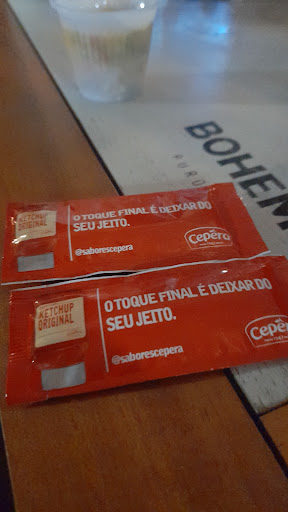 BOHEM
KETCHUP
ORIGINAL
O TOQUE FINAL É DEIXAR DO
SEU JEITO.
@saborescepera
Cepêra
KETCHUP
ORIGINAL
O TOQUE FINAL É DEIXAR DO
SEU JEITO.
@saborescepera
Cepêra